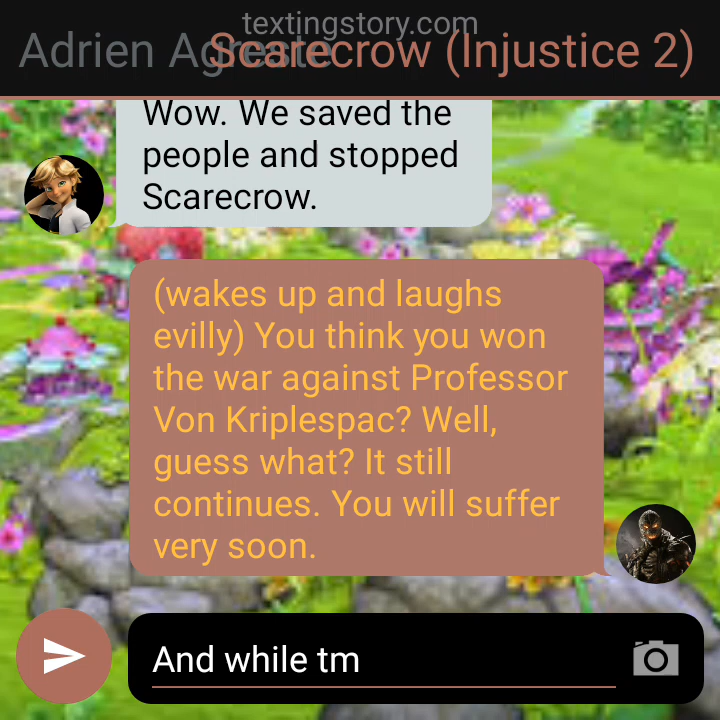 textingstory.com
Adrien Agreste
Scarecrow (Injustice 2)
Wow. We saved the
people and stopped
Scarecrow.
(wakes up and laughs
evilly) You think you won
the war against Professor
Von Kriplespac? Well,
guess what? It still
continues. You will suffer
very soon.
And while tm